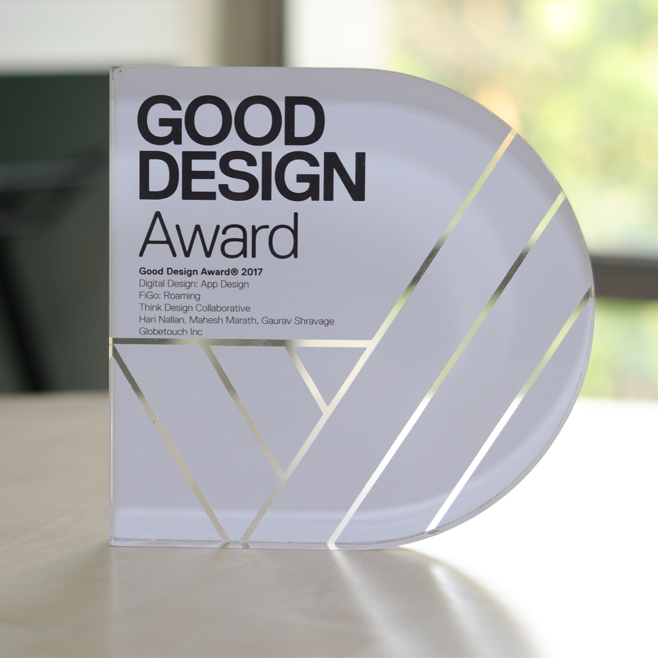 GOOD
DESIGN
Award
Good Design Award® 2017
Digital Design: App Design
FiGo: Roaming
Think Design Collaborative
Hari Nallan, Mahesh Marath, Gaurav Shravage
Globetouch Inc